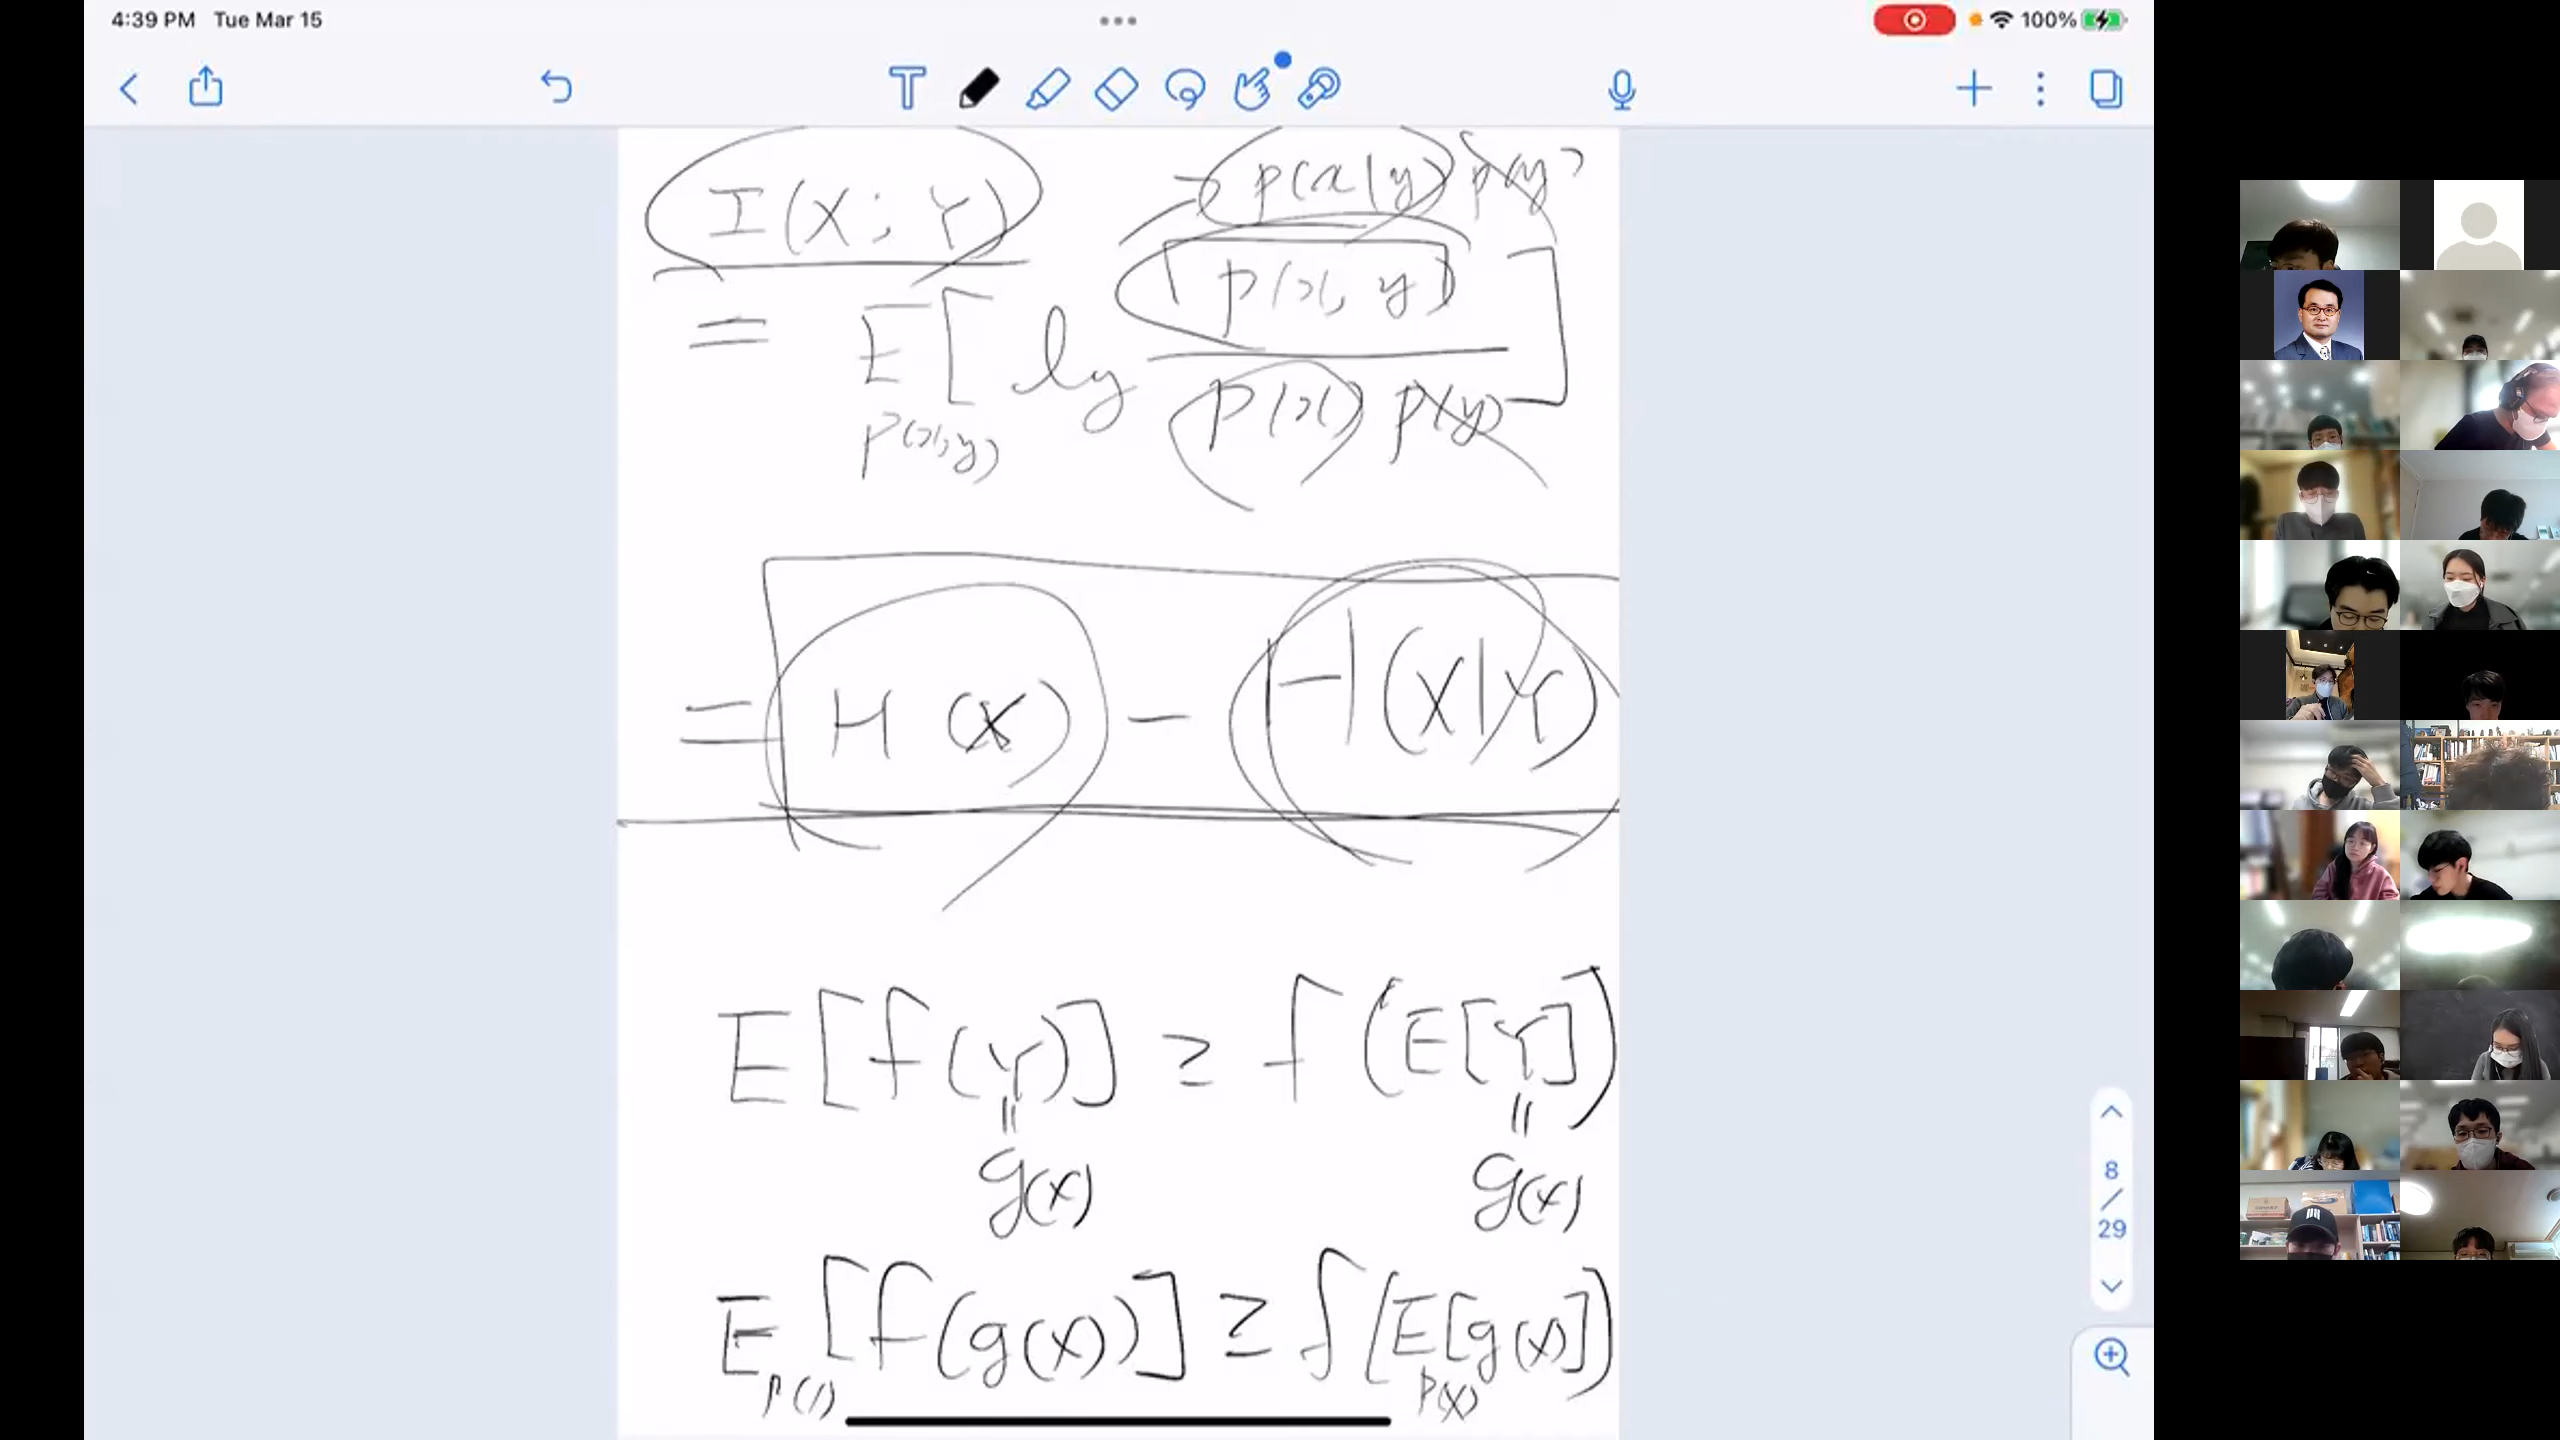 4:39 PM Tue Mar 15
100%
I(X; Y)
→ p(x|y) p(y)
= E[ log p(x, y) / p(x) p(y) ]
p(x,y)
= H(X) - H(X|Y)
E[f(Y)] ≥ f(E[Y])
|| ||
g(x) g(x)
E[f(g(x))] ≥ f(E[g(x)])
p(x) p(x)
8
/
29